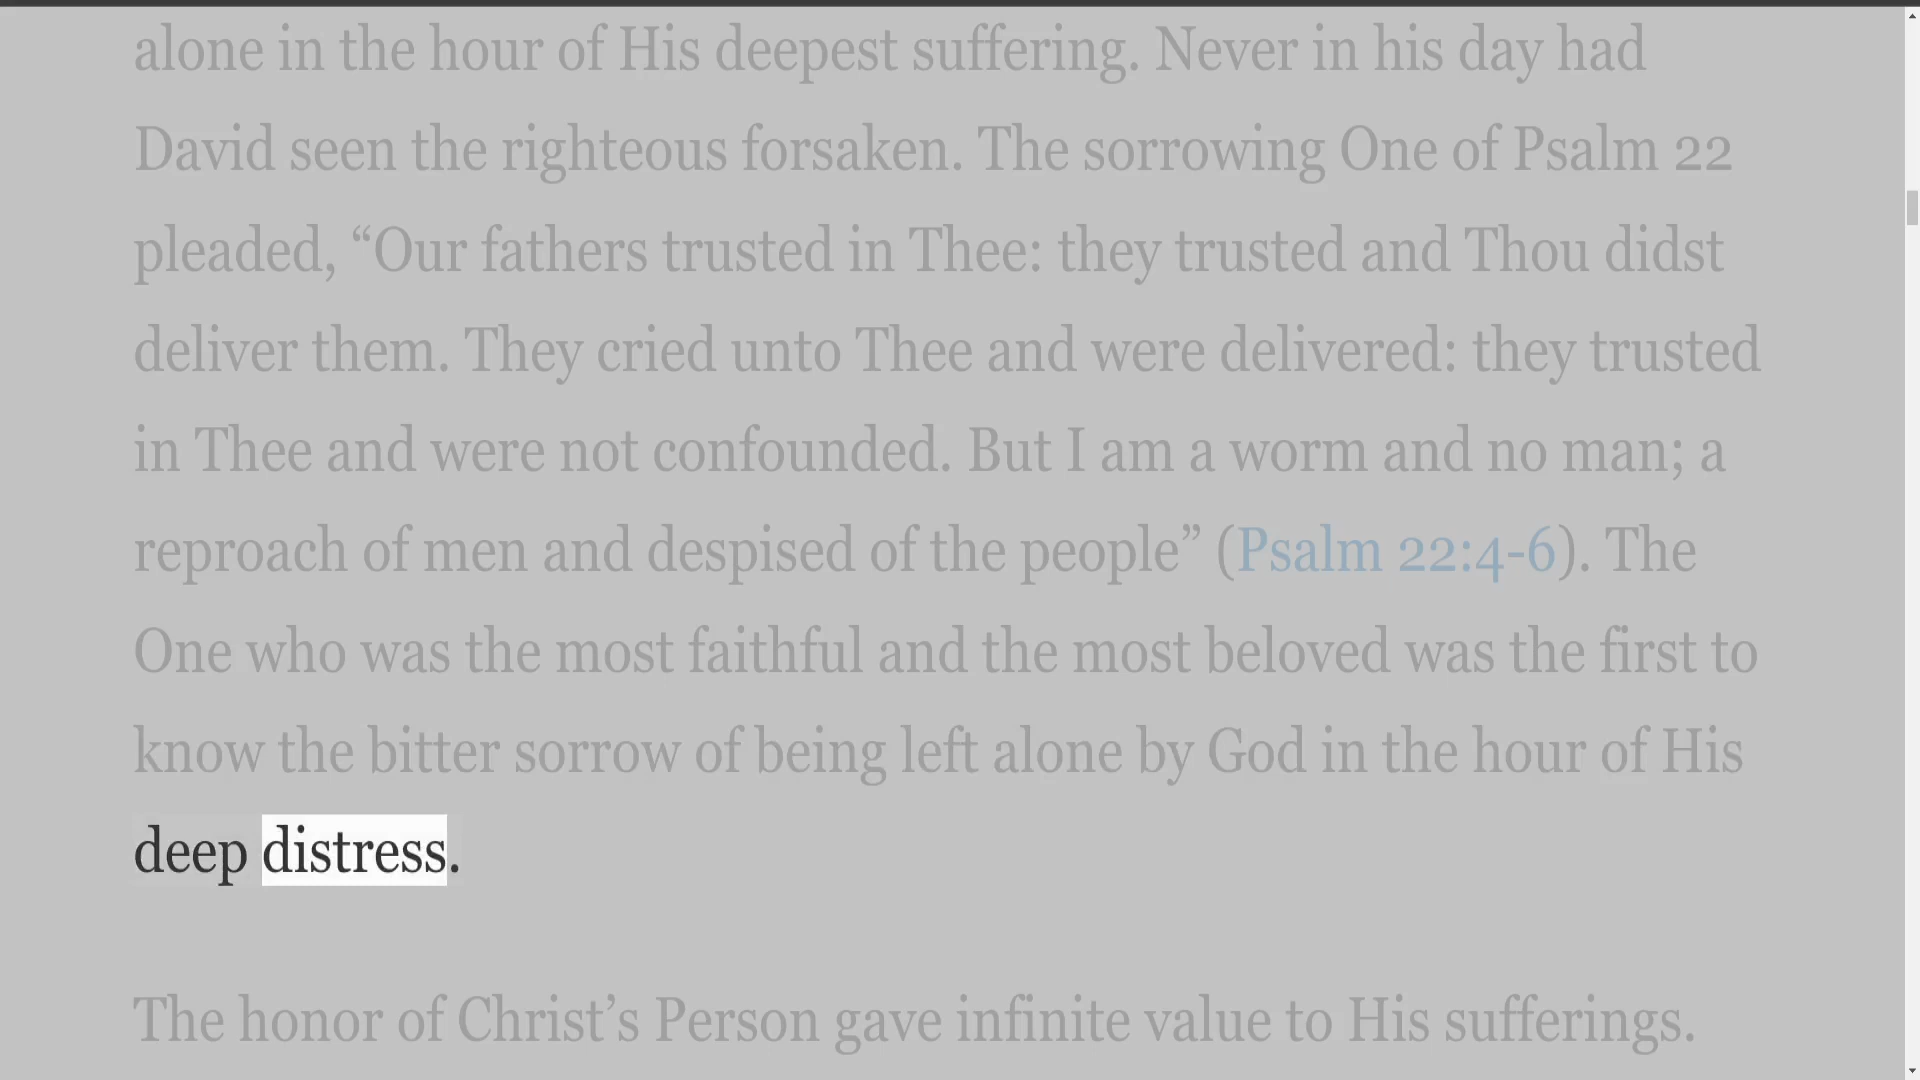 alone in the hour of His deepest suffering. Never in his day had
David seen the righteous forsaken. The sorrowing One of Psalm 22
pleaded, “Our fathers trusted in Thee: they trusted and Thou didst
deliver them. They cried unto Thee and were delivered: they trusted
in Thee and were not confounded. But I am a worm and no man; a
reproach of men and despised of the people” (Psalm 22:4-6). The
One who was the most faithful and the most beloved was the first to
know the bitter sorrow of being left alone by God in the hour of His
deep distress.
The honor of Christ’s Person gave infinite value to His sufferings.